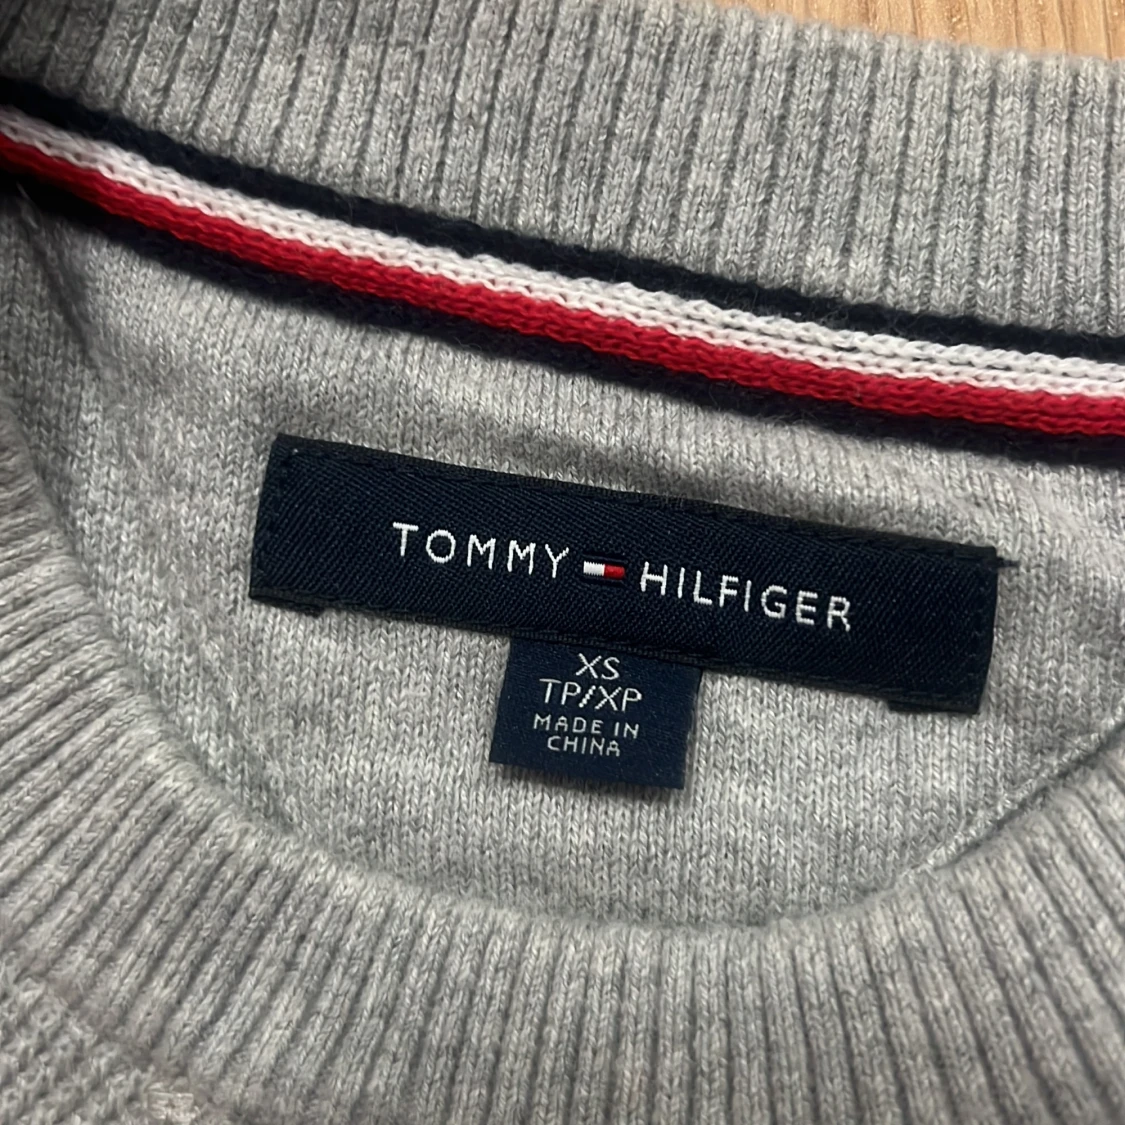 TOMMY HILFIGER
XS
TP/XP
MADE IN
CHINA